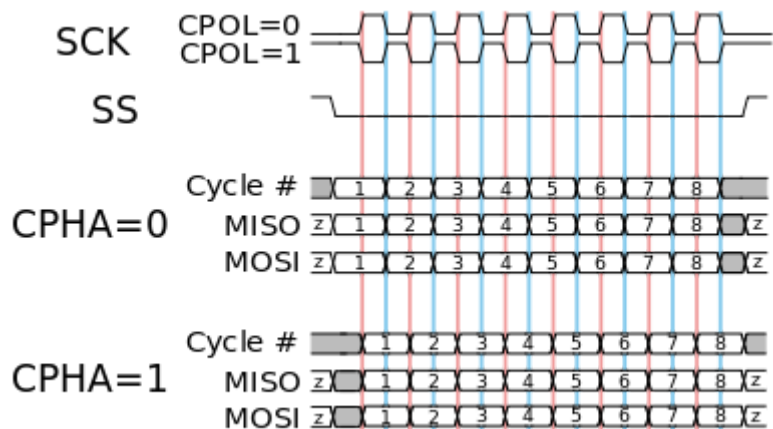 SCK CPOL=0
CPOL=1
SS
Cycle # 1 2 3 4 5 6 7 8
CPHA=0 MISO z 1 2 3 4 5 6 7 8 z
MOSI z 1 2 3 4 5 6 7 8 z
Cycle # 1 2 3 4 5 6 7 8
CPHA=1 MISO z 1 2 3 4 5 6 7 8 z
MOSI z 1 2 3 4 5 6 7 8 z